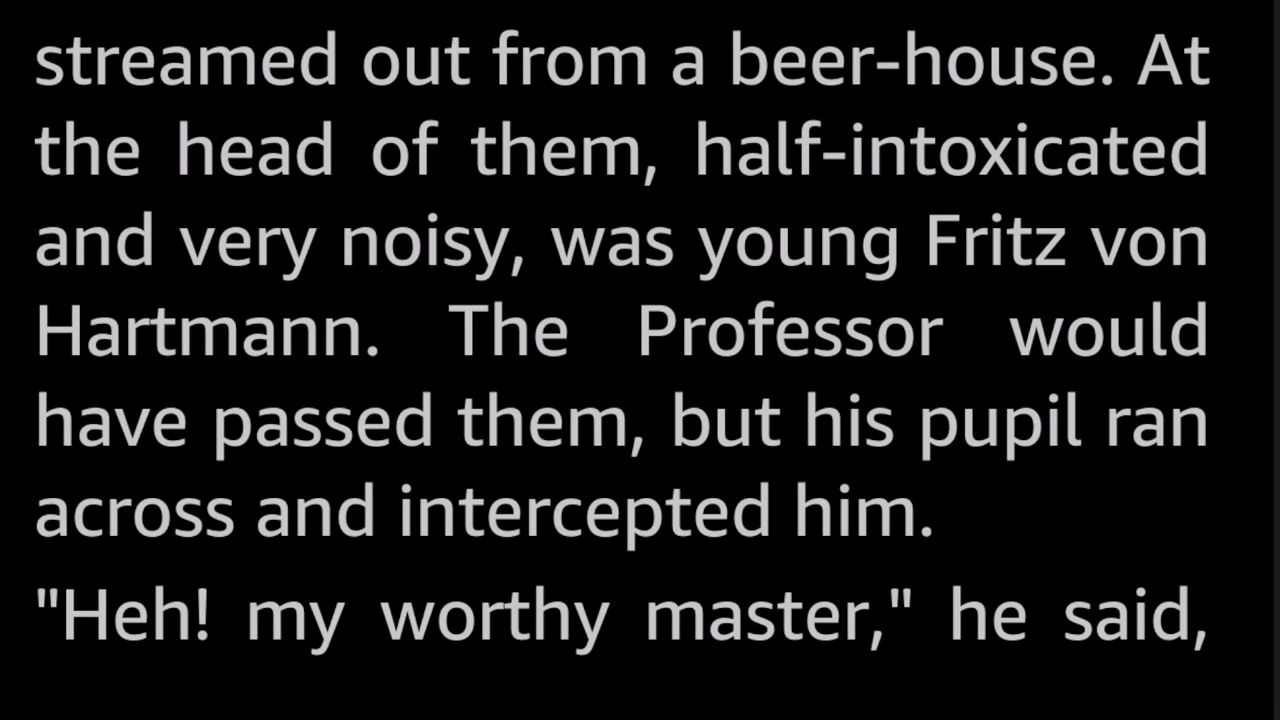 streamed out from a beer-house. At
the head of them, half-intoxicated
and very noisy, was young Fritz von
Hartmann. The Professor would
have passed them, but his pupil ran
across and intercepted him.
"Heh! my worthy master," he said,